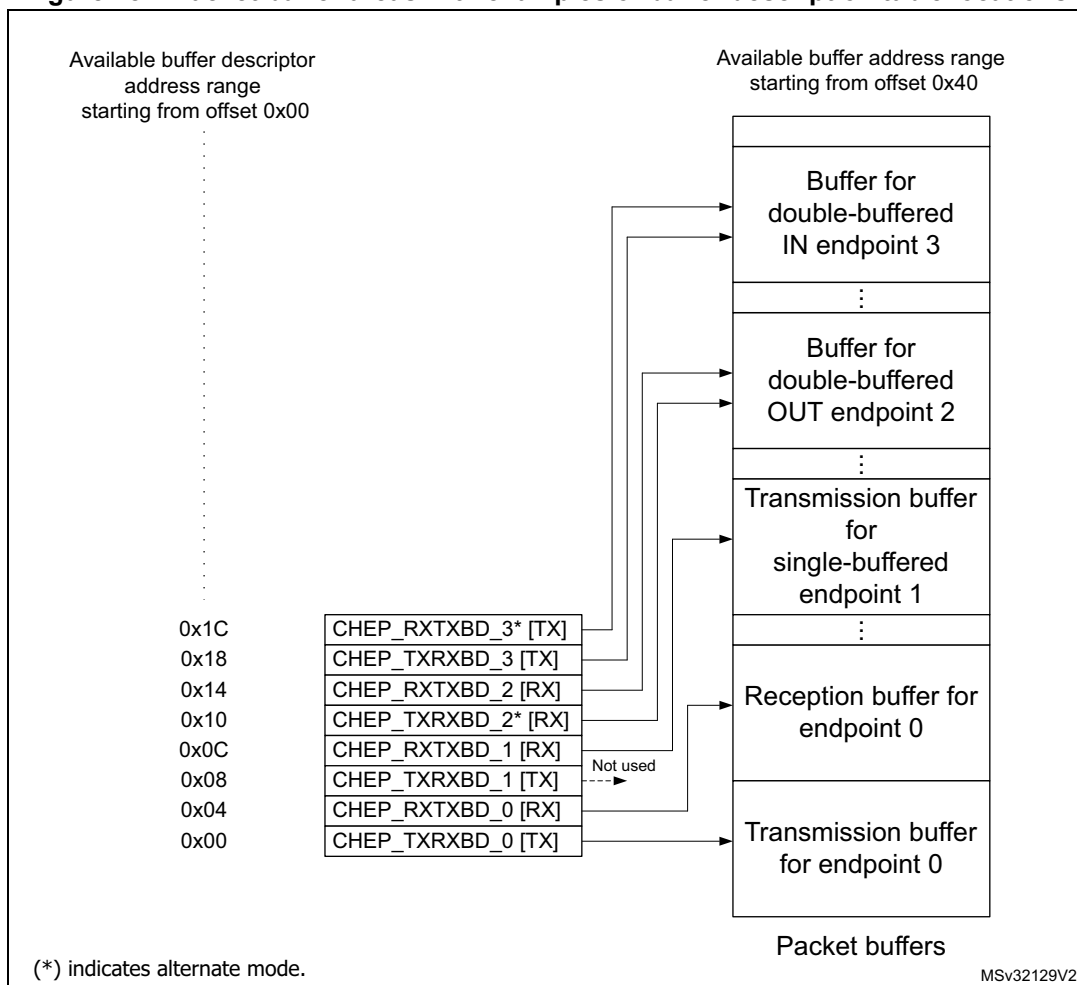 Available buffer descriptor
address range
starting from offset 0x00
Available buffer address range
starting from offset 0x40
Buffer for
double-buffered
IN endpoint 3
⋮
Buffer for
double-buffered
OUT endpoint 2
⋮
Transmission buffer
for
single-buffered
endpoint 1
⋮
Reception buffer for
endpoint 0
Transmission buffer
for endpoint 0
Packet buffers
0x1C CHEP_RXTXBD_3* [TX]
0x18 CHEP_TXRXBD_3 [TX]
0x14 CHEP_RXTXBD_2 [RX]
0x10 CHEP_TXRXBD_2* [RX]
0x0C CHEP_RXTXBD_1 [RX]
0x08 CHEP_TXRXBD_1 [TX] Not used
0x04 CHEP_RXTXBD_0 [RX]
0x00 CHEP_TXRXBD_0 [TX]
(*) indicates alternate mode.
MSv32129V2